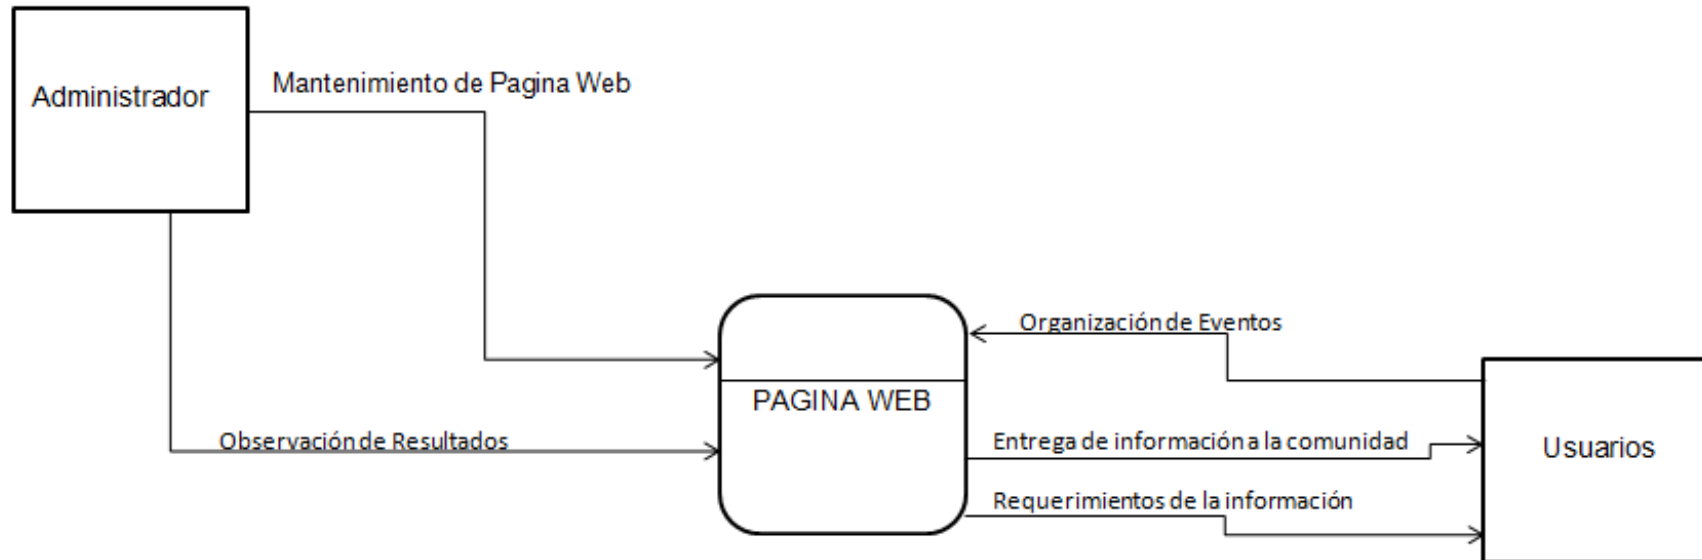 Administrador
Mantenimiento de Pagina Web
Organización de Eventos
PAGINA WEB
Observación de Resultados
Entrega de información a la comunidad
Usuarios
Requerimientos de la información